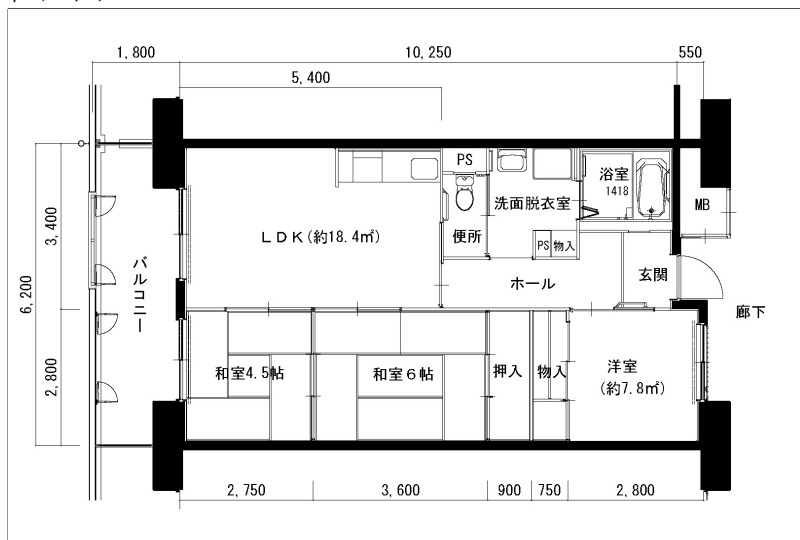 1,800
10,250
550
5,400
PS
浴室
1418
洗面脱衣室
MB
3,400
便所
ＬＤＫ(約18.4㎡)
PS
物入
バルコニー
玄関
ホール
6,200
廊下
2,800
和室4.5帖
和室６帖
押入
物入
洋室
(約7.8㎡)
2,750
3,600
900
750
2,800